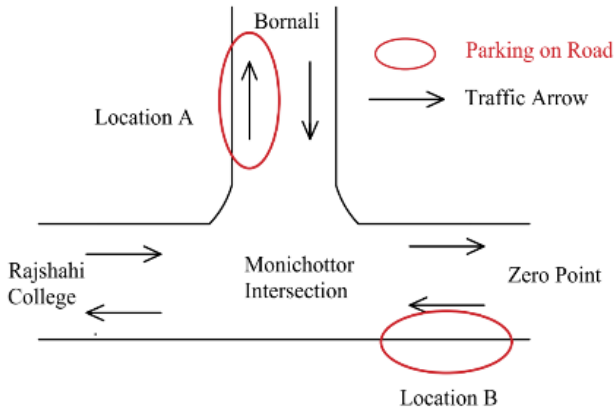 Bornali
Parking on Road
Location A
Traffic Arrow
Rajshahi
College
Monichottor
Intersection
Zero Point
Location B